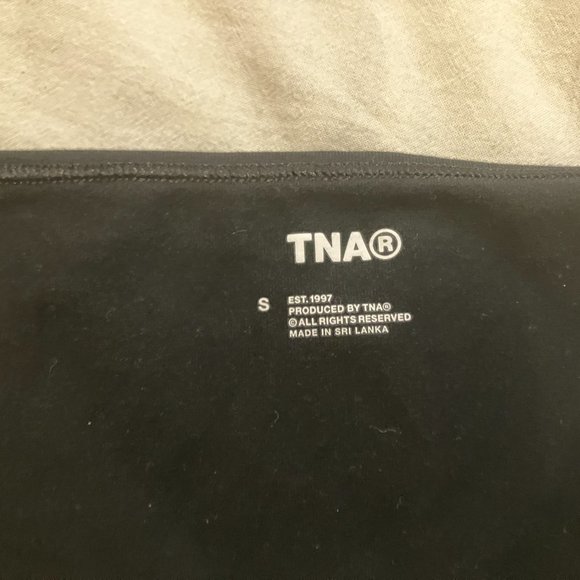 TNA®
S
EST.1997
PRODUCED BY TNA®
©ALL RIGHTS RESERVED
MADE IN SRI LANKA